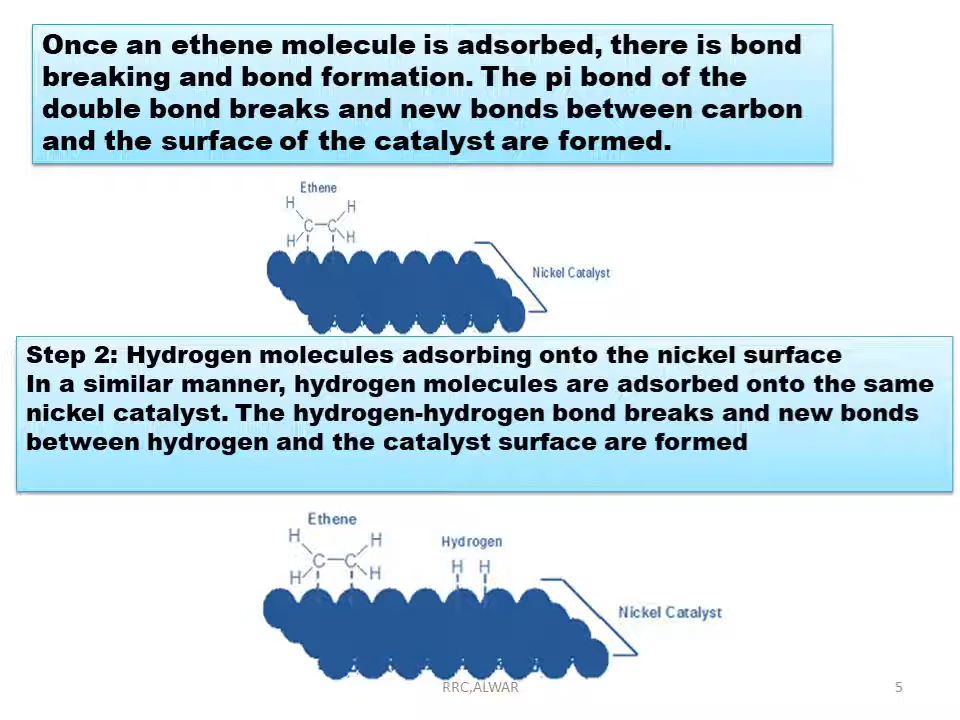 Once an ethene molecule is adsorbed, there is bond
breaking and bond formation. The pi bond of the
double bond breaks and new bonds between carbon
and the surface of the catalyst are formed.
Ethene
H H
C C
H H
Nickel Catalyst
Step 2: Hydrogen molecules adsorbing onto the nickel surface
In a similar manner, hydrogen molecules are adsorbed onto the same
nickel catalyst. The hydrogen-hydrogen bond breaks and new bonds
between hydrogen and the catalyst surface are formed
Ethene
H H
Hydrogen
C C
H H
H H
Nickel Catalyst
RRC,ALWAR
5